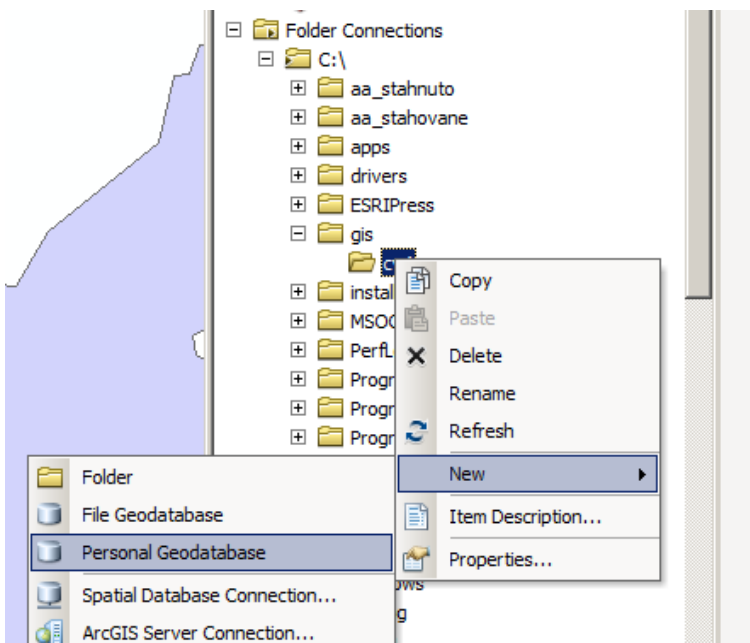 Folder Connections
C:\
aa_stahnuto
aa_stahovane
apps
drivers
ESRIPress
gis
Copy
Paste
Delete
Rename
Refresh
New
Item Description...
Properties...
Folder
File Geodatabase
Personal Geodatabase
Spatial Database Connection...
ArcGIS Server Connection...